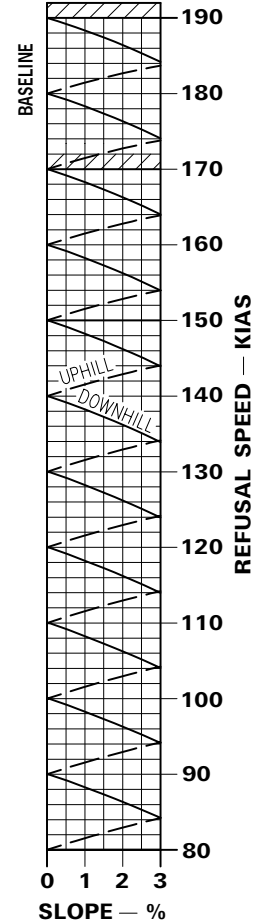 190
BASELINE
180
170
160
150
UPHILL
140
DOWNHILL
130
120
110
100
90
80
REFUSAL SPEED — KIAS
0 1 2 3
SLOPE — %